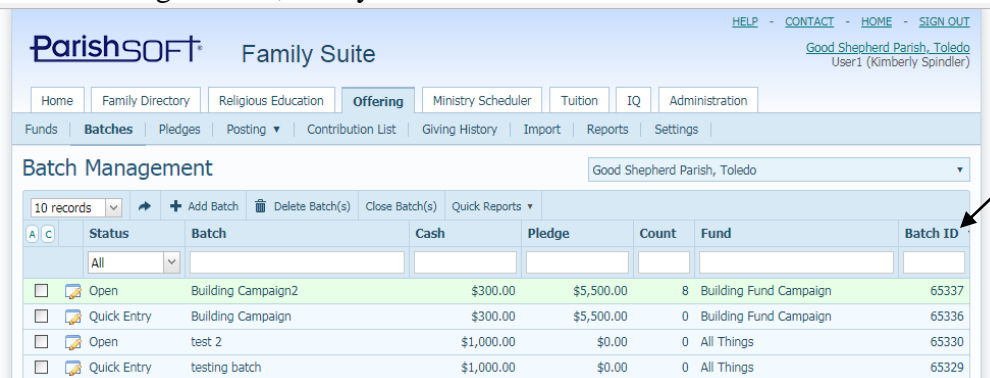 HELP - CONTACT - HOME - SIGN OUT
ParishSOFT Family Suite
Good Shepherd Parish, Toledo
User1 (Kimberly Spindler)
Home Family Directory Religious Education Offering Ministry Scheduler Tuition IQ Administration
Funds Batches Pledges Posting Contribution List Giving History Import Reports Settings
Batch Management Good Shepherd Parish, Toledo
10 records Add Batch Delete Batch(s) Close Batch(s) Quick Reports
A C Status Batch Cash Pledge Count Fund Batch ID
All
Open Building Campaign2 $300.00 $5,500.00 8 Building Fund Campaign 65337
Quick Entry Building Campaign $300.00 $5,500.00 0 Building Fund Campaign 65336
Open test 2 $1,000.00 $0.00 0 All Things 65330
Quick Entry testing batch $1,000.00 $0.00 0 All Things 65329